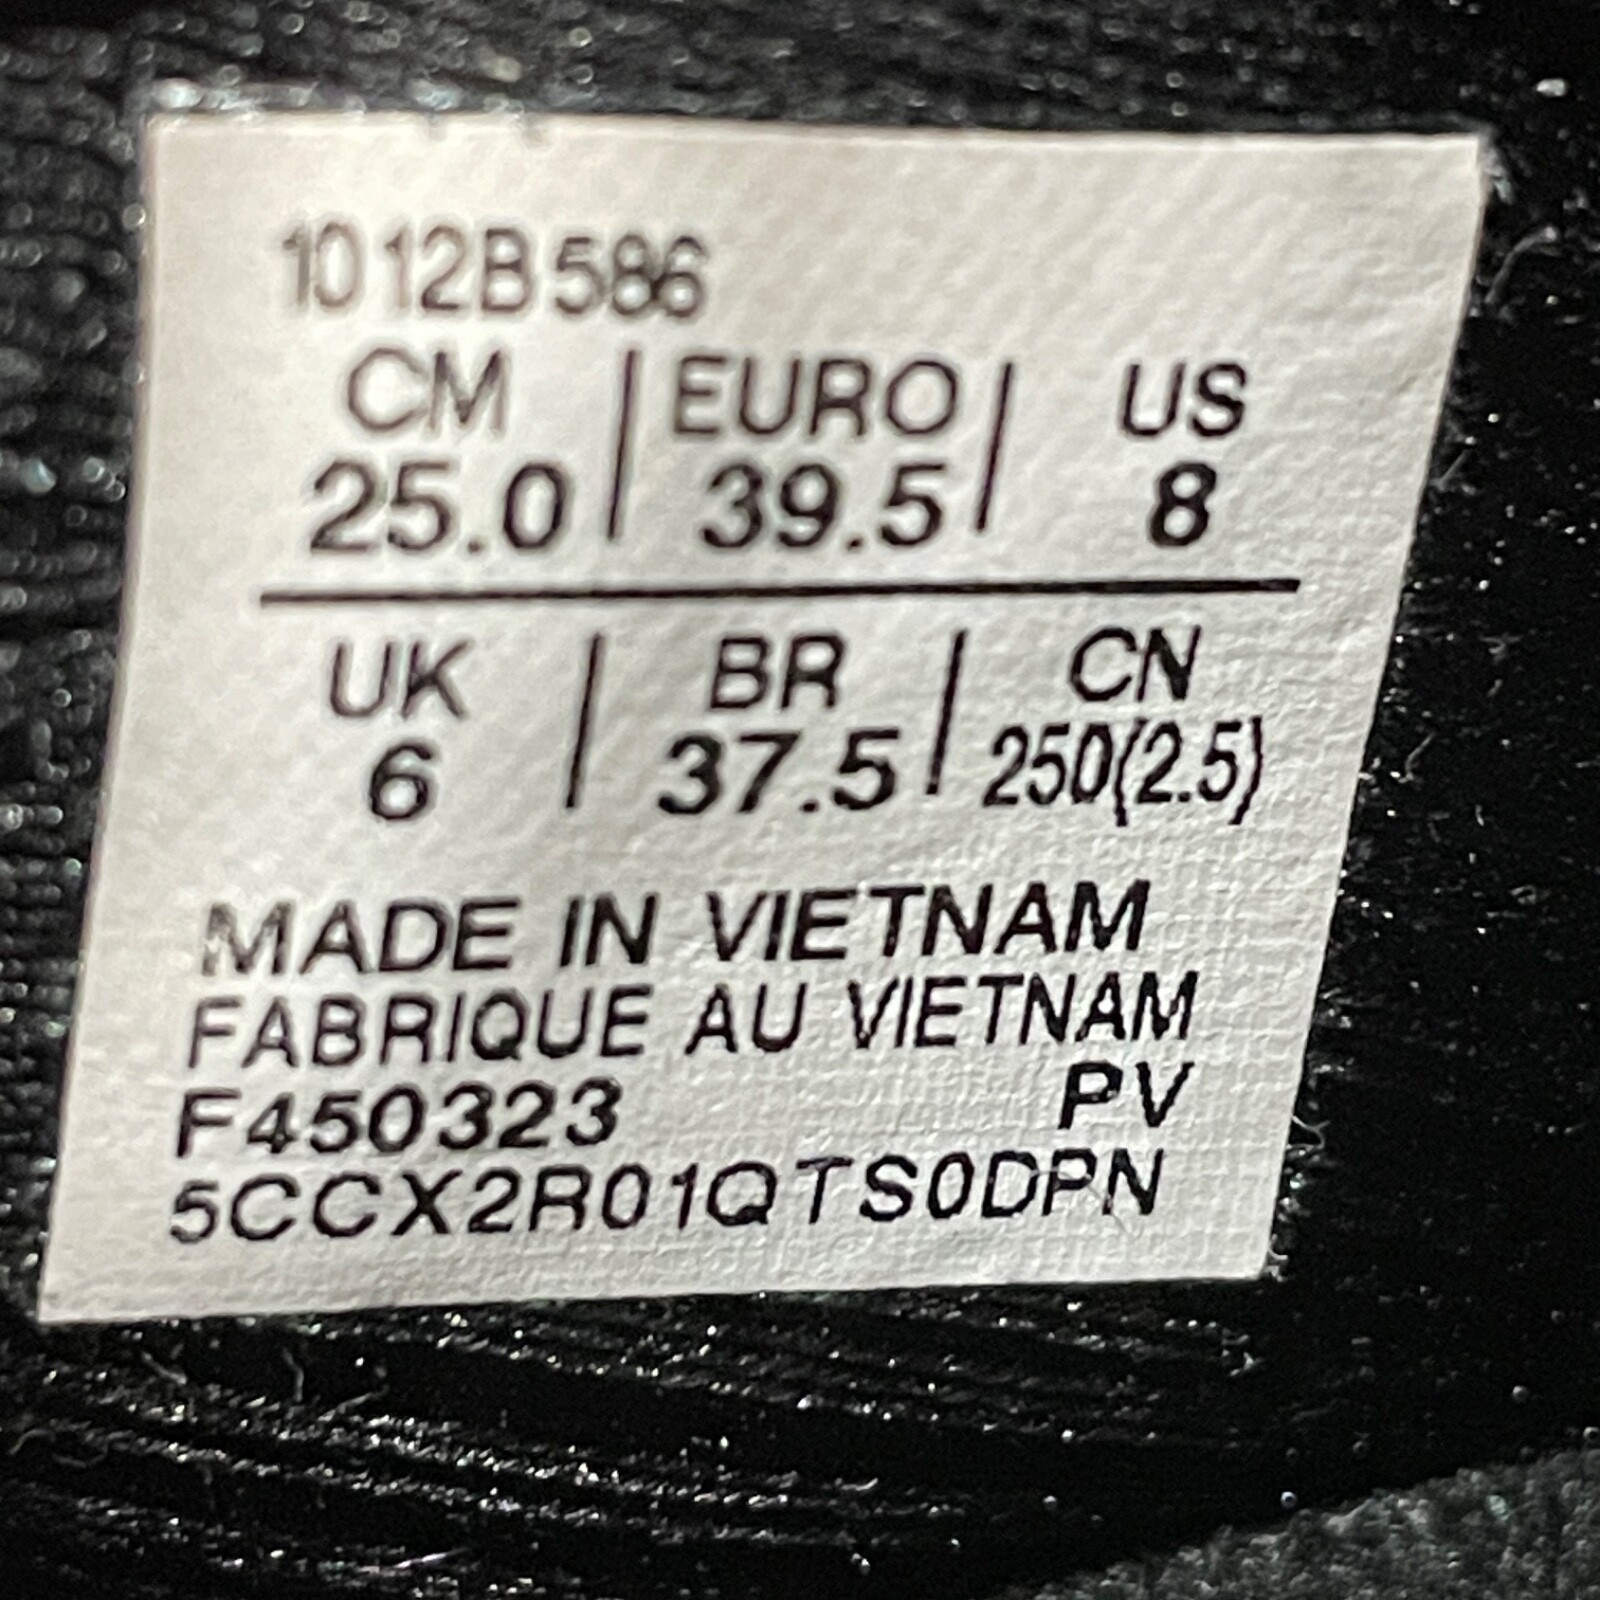 1012B586
CM | EURO | US
25.0 | 39.5 | 8
UK | BR | CN
6 | 37.5 | 250(2.5)
MADE IN VIETNAM
FABRIQUE AU VIETNAM
F450323 PV
5CCX2R01QTS0DPN